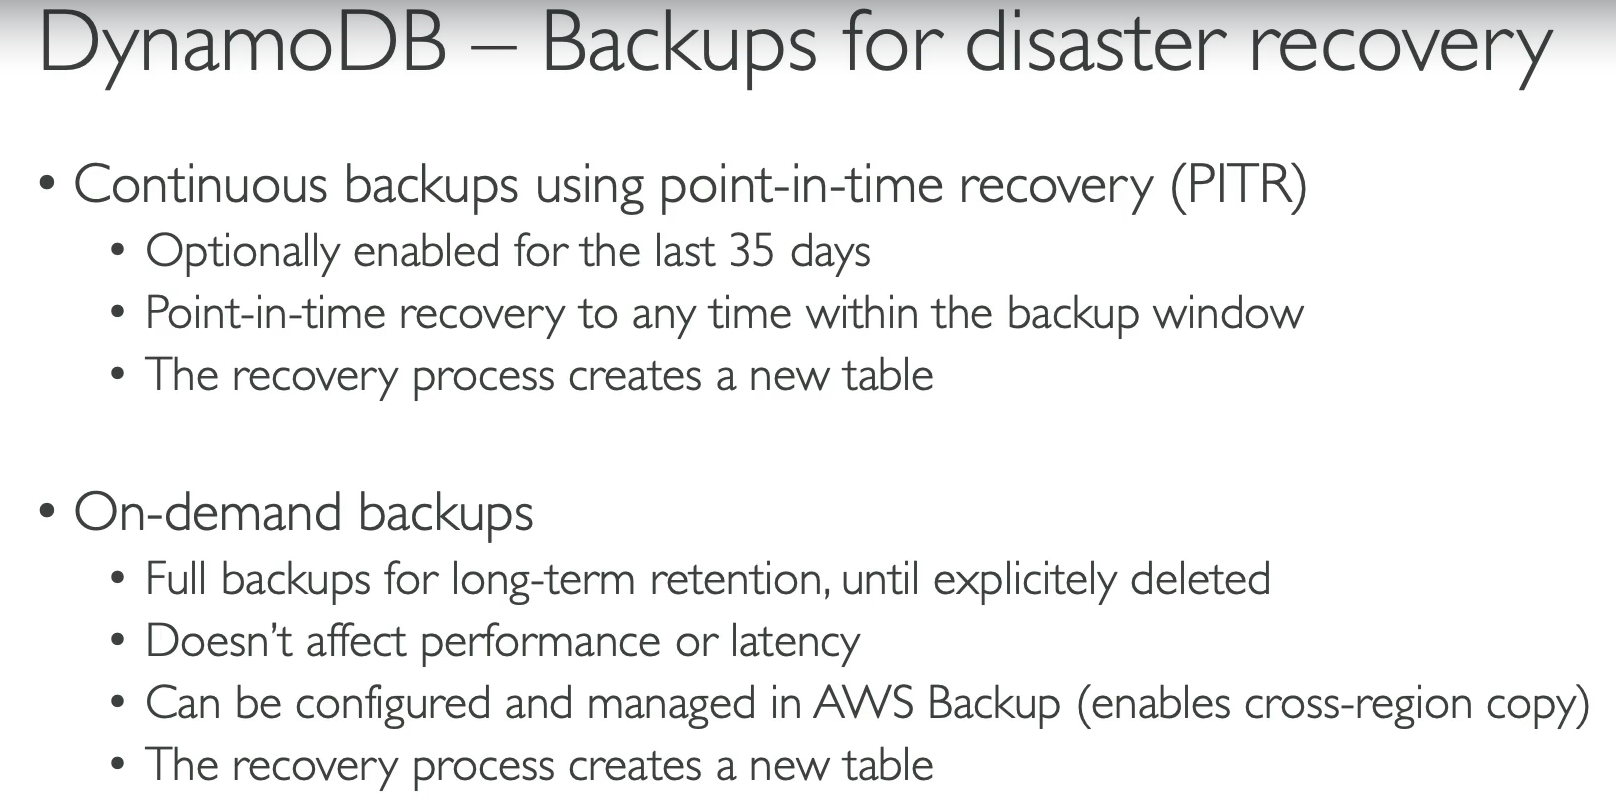 DynamoDB – Backups for disaster recovery
• Continuous backups using point-in-time recovery (PITR)
• Optionally enabled for the last 35 days
• Point-in-time recovery to any time within the backup window
• The recovery process creates a new table
• On-demand backups
• Full backups for long-term retention, until explicitely deleted
• Doesn’t affect performance or latency
• Can be configured and managed in AWS Backup (enables cross-region copy)
• The recovery process creates a new table